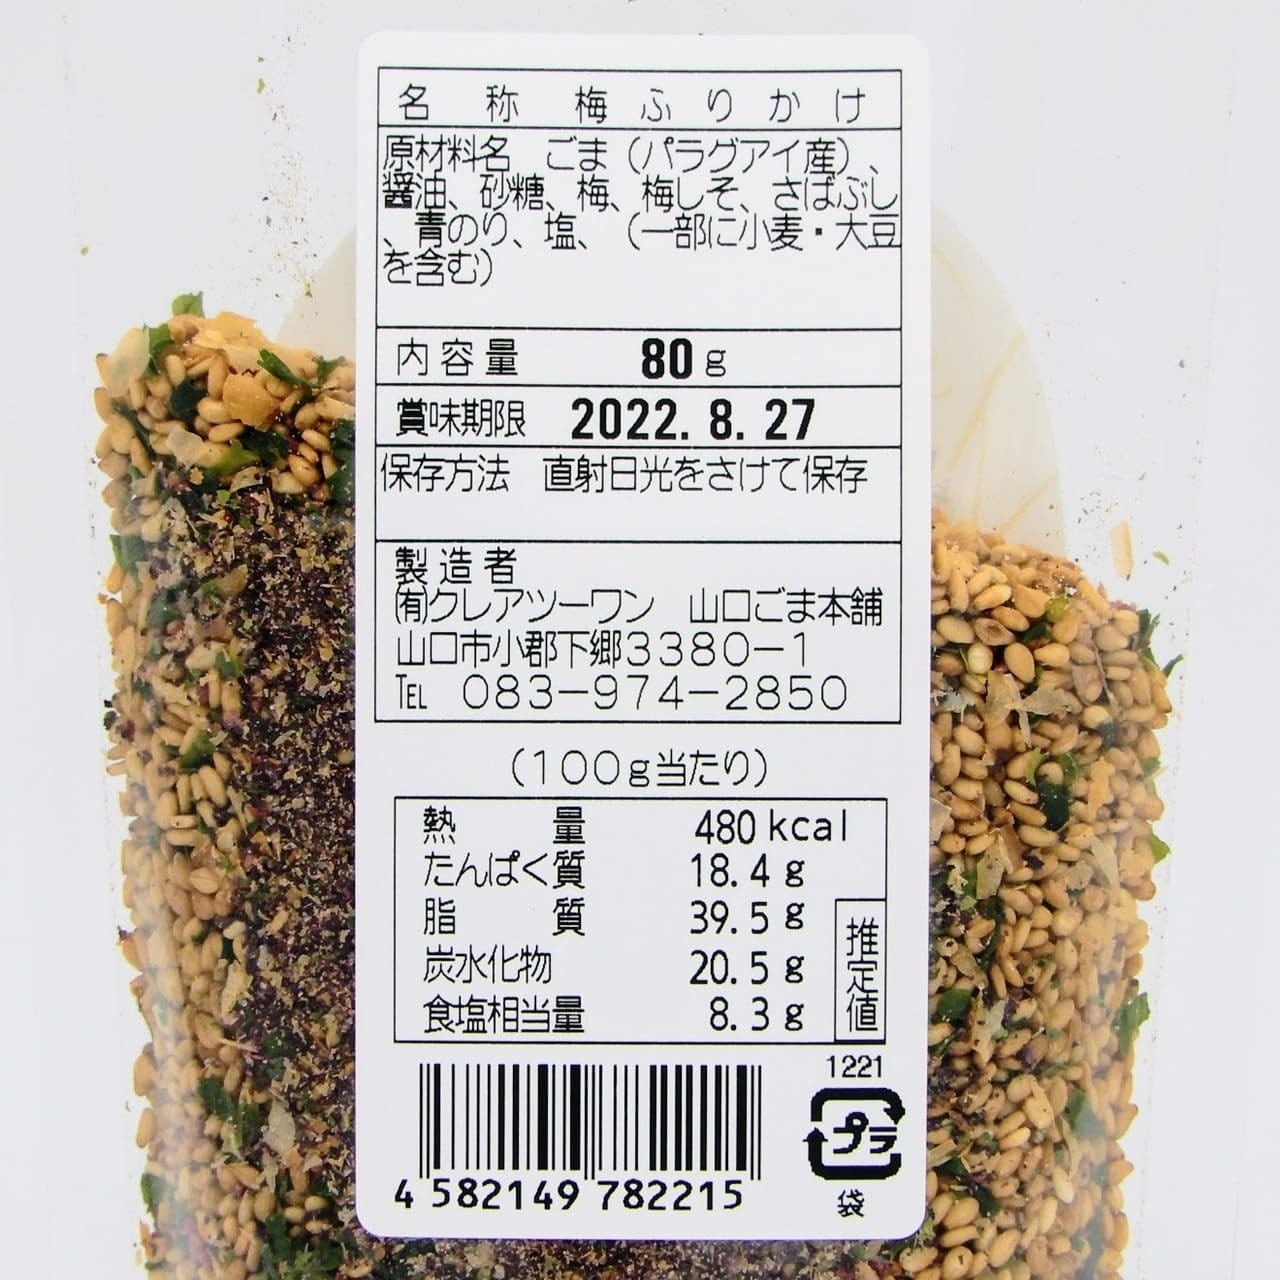 名称 梅ふりかけ
原材料名 ごま（パラグアイ産）、
醤油、砂糖、梅、梅しそ、さばぶし
、青のり、塩、（一部に小麦・大豆
を含む）
内容量 80g
賞味期限 2022. 8. 27
保存方法 直射日光をさけて保存
製造者
㈲クレアツーワン 山口ごま本舗
山口市小郡下郷3380－1
TEL 083－974－2850
（100g当たり）
熱量 480kcal
たんぱく質 18.4g
脂質 39.5g
炭水化物 20.5g
食塩相当量 8.3g
推定値
1221
プラ
袋
4 582149 782215